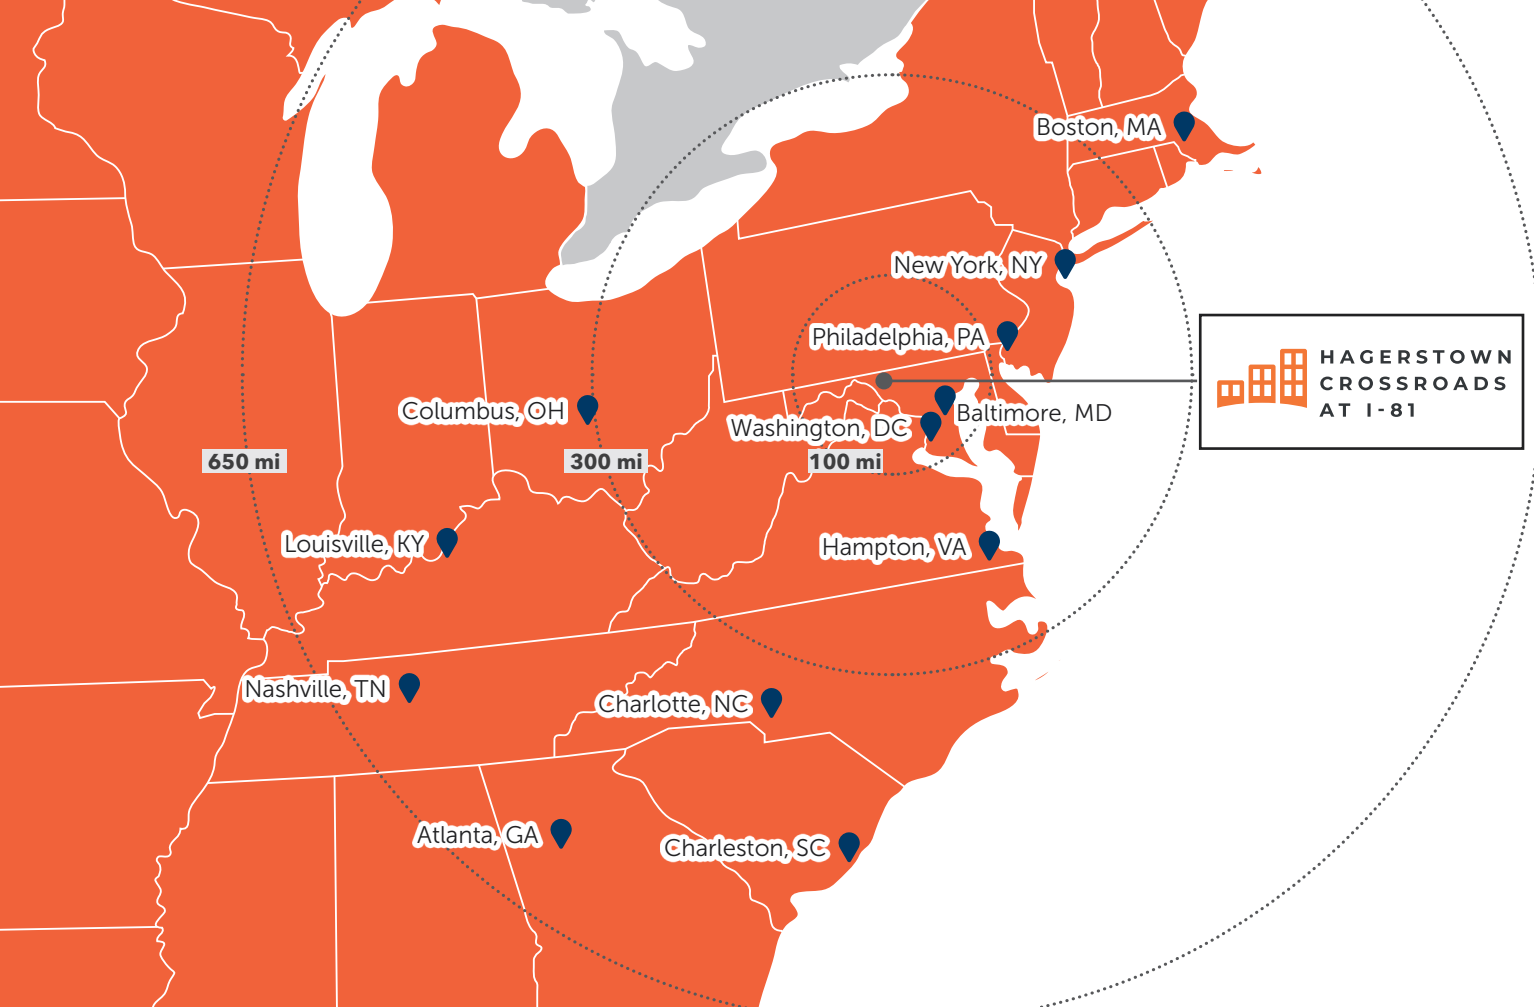 Boston, MA
New York, NY
Philadelphia, PA
HAGERSTOWN
CROSSROADS
AT I-81
Columbus, OH
Baltimore, MD
Washington, DC
650 mi
300 mi
100 mi
Louisville, KY
Hampton, VA
Nashville, TN
Charlotte, NC
Atlanta, GA
Charleston, SC